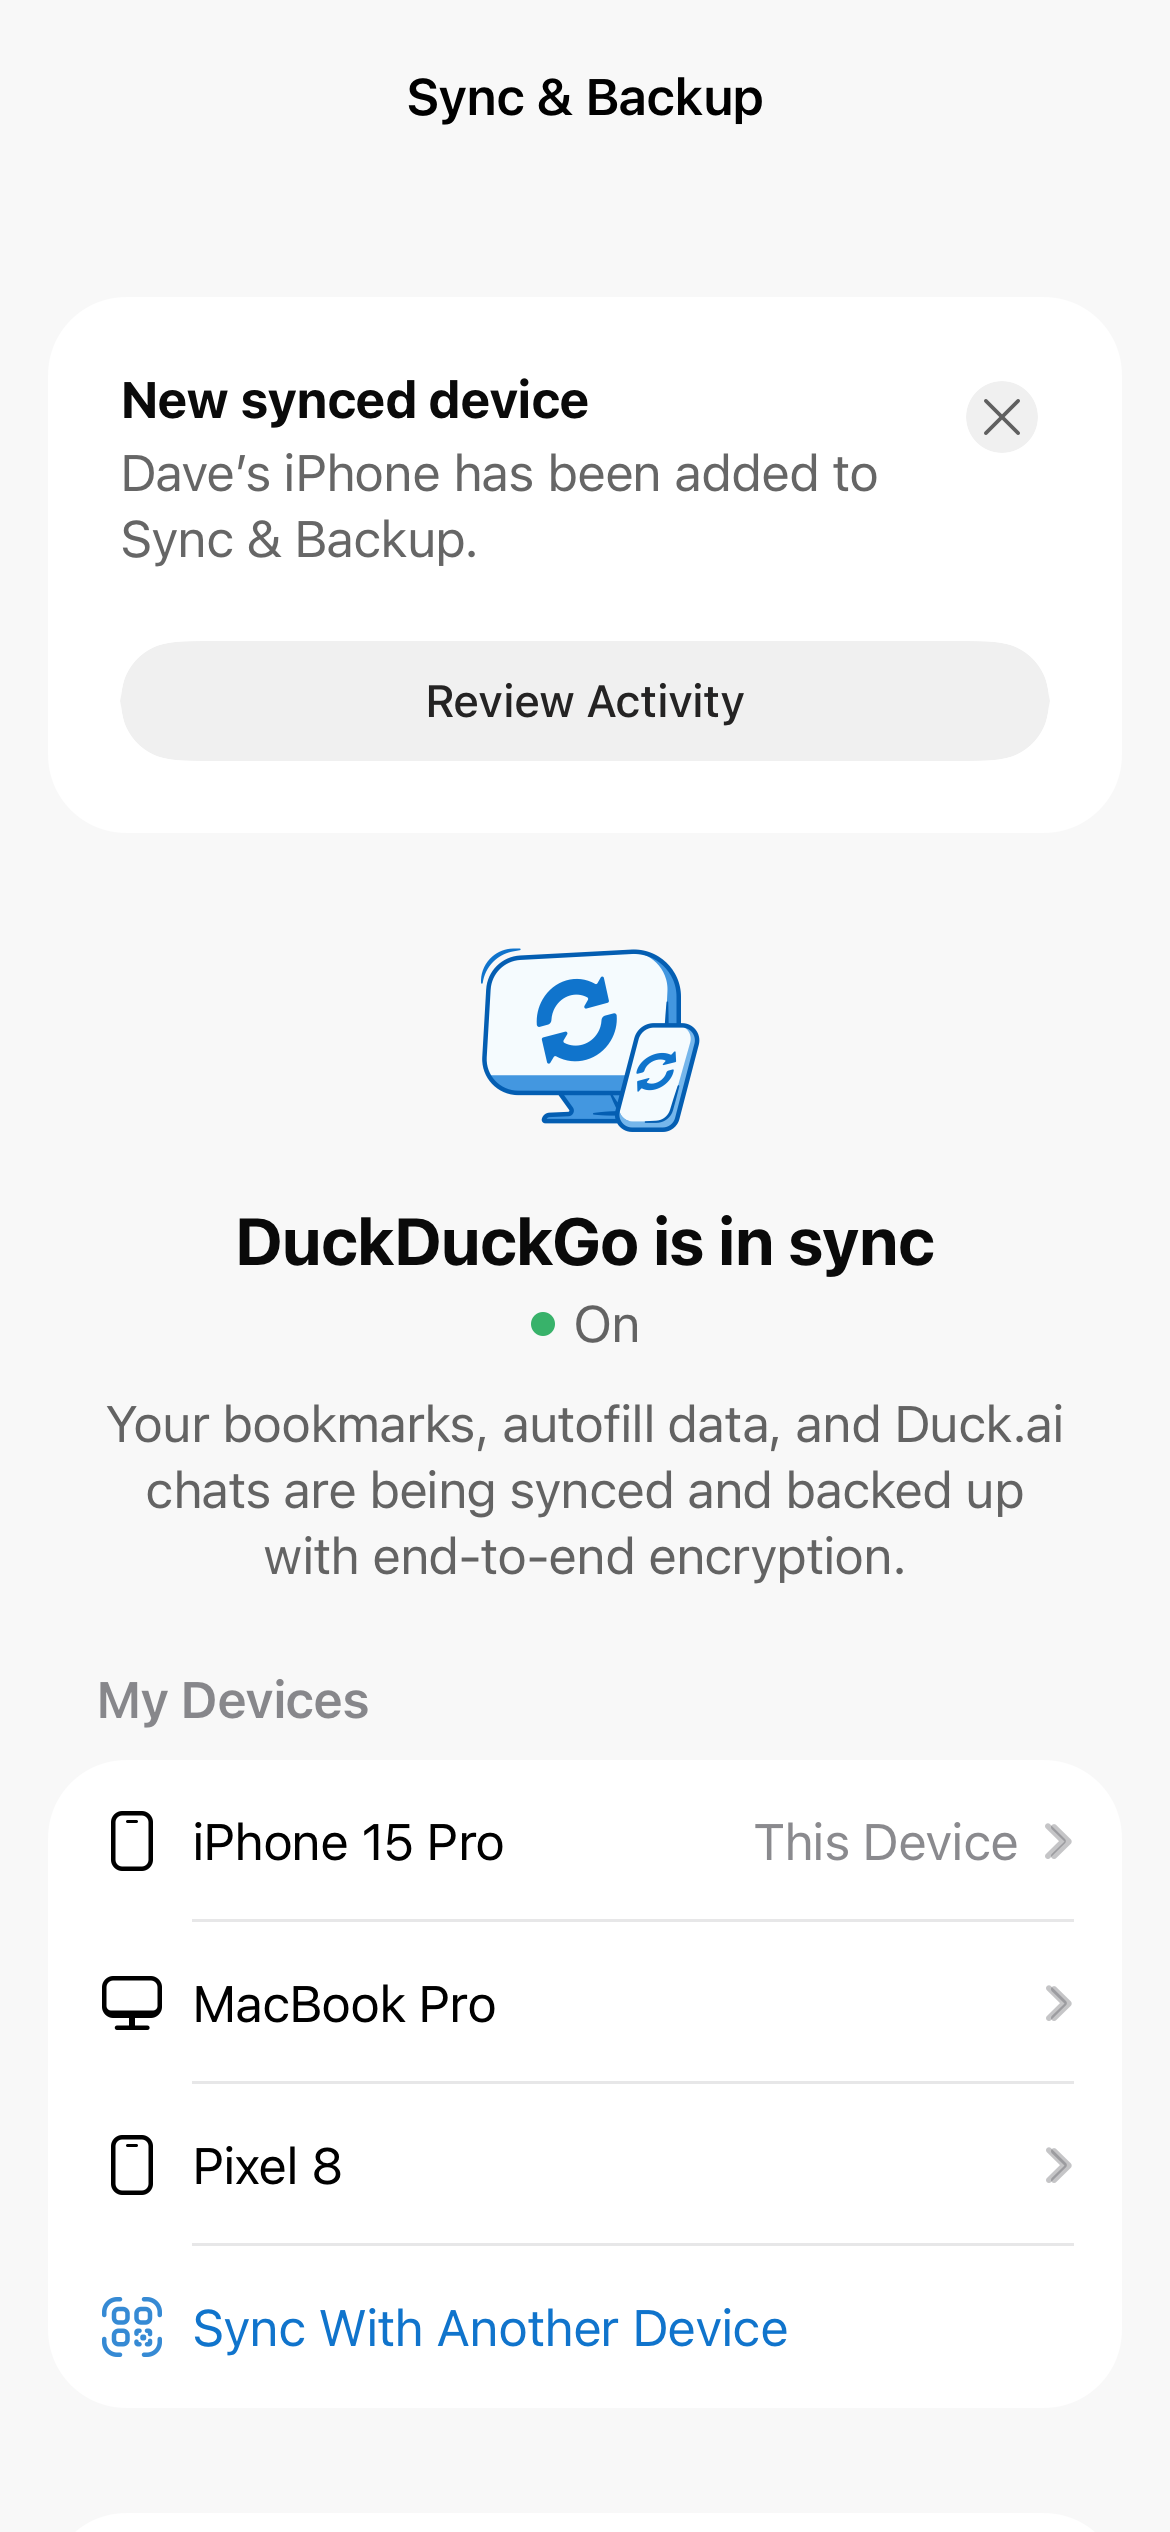 Sync & Backup
New synced device
Dave’s iPhone has been added to
Sync & Backup.
Review Activity
DuckDuckGo is in sync
On
Your bookmarks, autofill data, and Duck.ai
chats are being synced and backed up
with end-to-end encryption.
My Devices
iPhone 15 Pro This Device
MacBook Pro
Pixel 8
Sync With Another Device